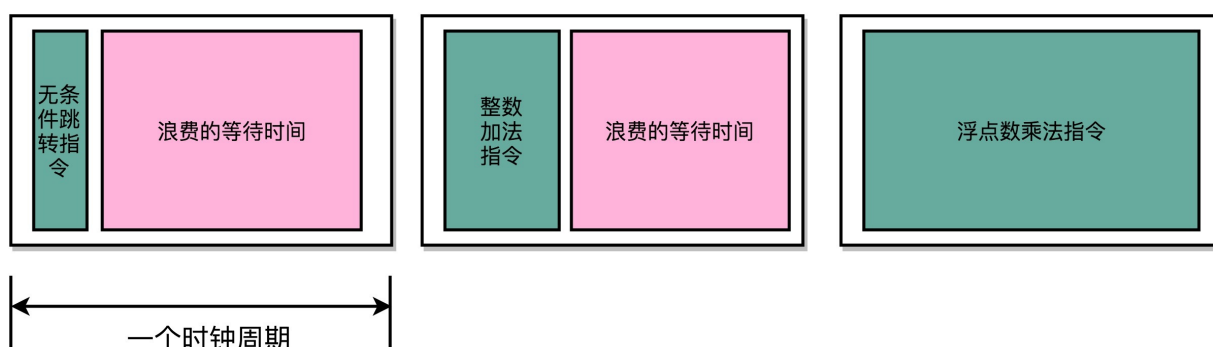 无条
件跳
转指
令
浪费的等待时间
整数
加法
指令
浪费的等待时间
浮点数乘法指令
一个时钟周期